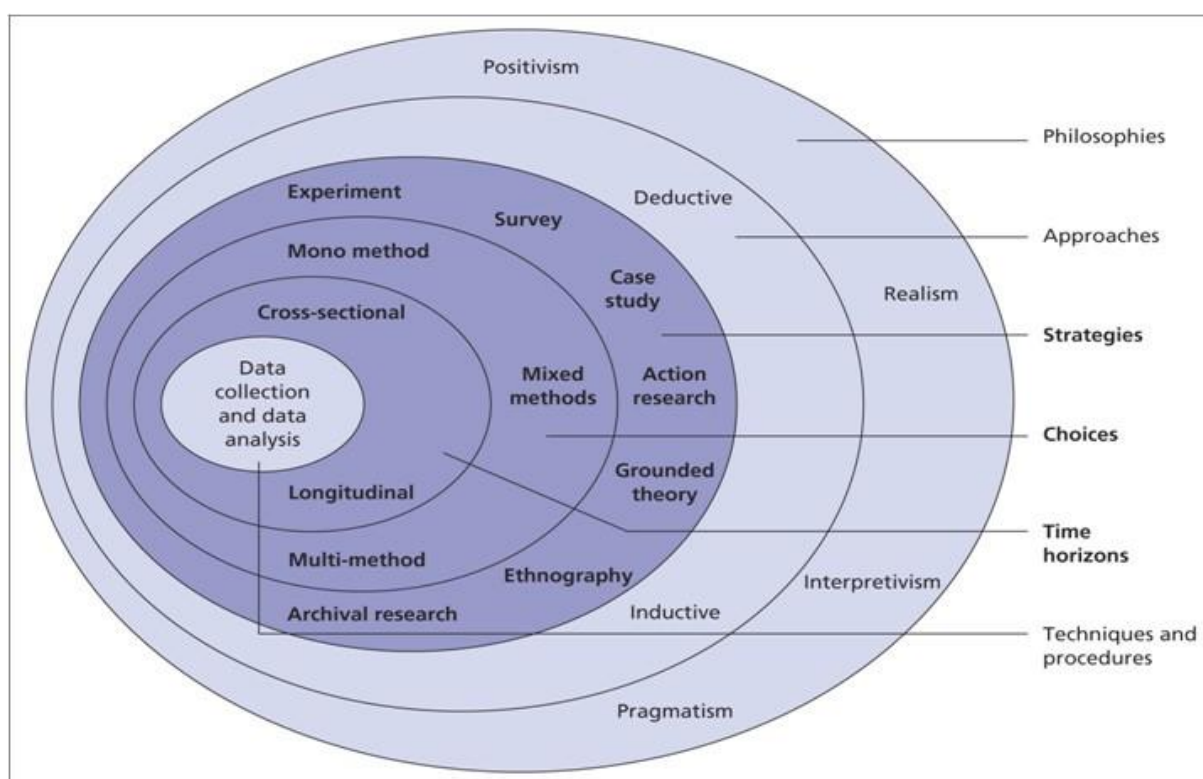 Positivism
Philosophies
Deductive
Approaches
Realism
Experiment
Survey
Mono method
Case
study
Strategies
Cross-sectional
Data
collection
and data
analysis
Mixed
methods
Action
research
Choices
Longitudinal
Grounded
theory
Time
horizons
Multi-method
Ethnography
Interpretivism
Archival research
Inductive
Techniques and
procedures
Pragmatism